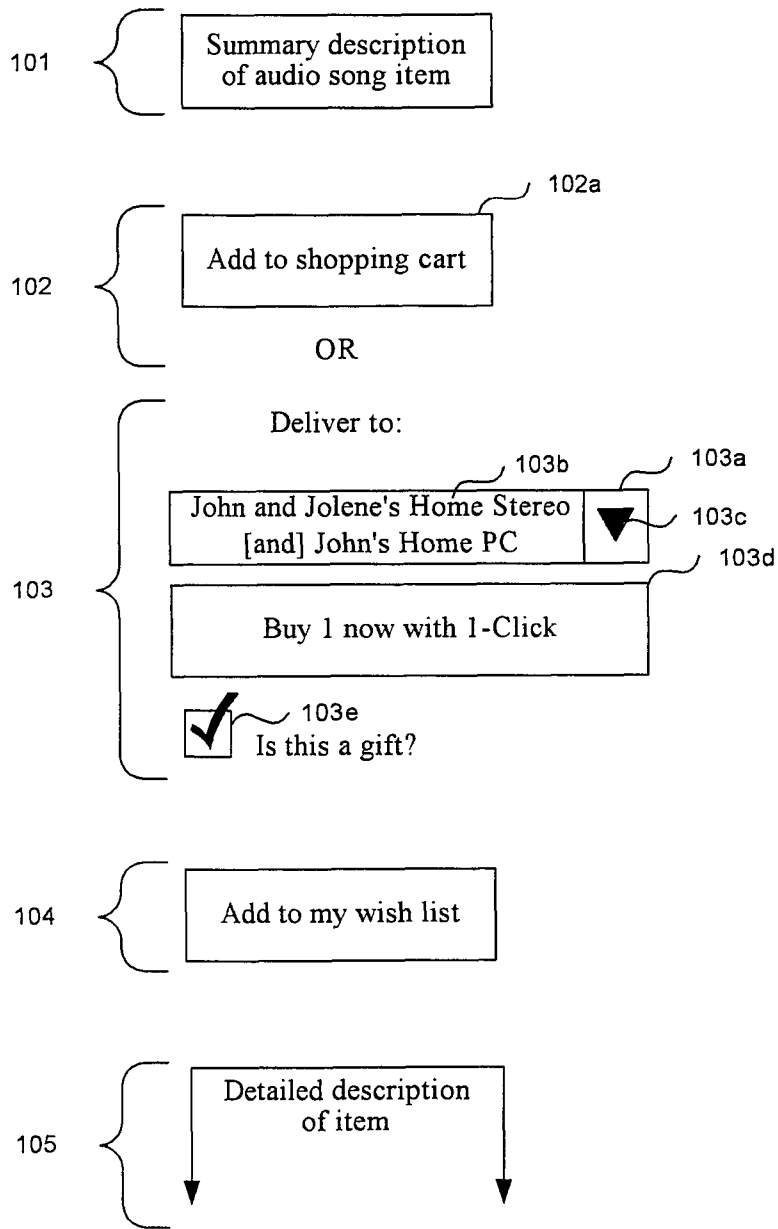 101
Summary description
of audio song item
102a
102
Add to shopping cart
OR
Deliver to:
103b
103a
John and Jolene's Home Stereo
[and] John's Home PC
103c
103d
103
Buy 1 now with 1-Click
103e
Is this a gift?
104
Add to my wish list
105
Detailed description
of item